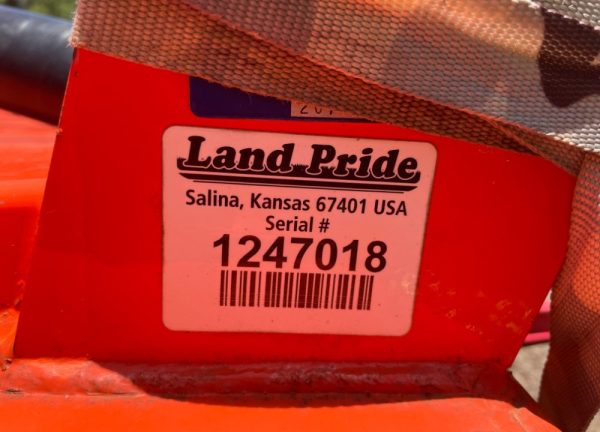 Land Pride
Salina, Kansas 67401 USA
Serial #
1247018